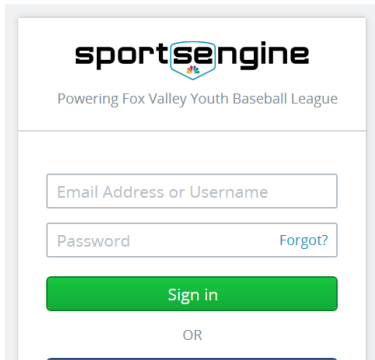 sportsengine
Powering Fox Valley Youth Baseball League
Email Address or Username
Password Forgot?
Sign in
OR